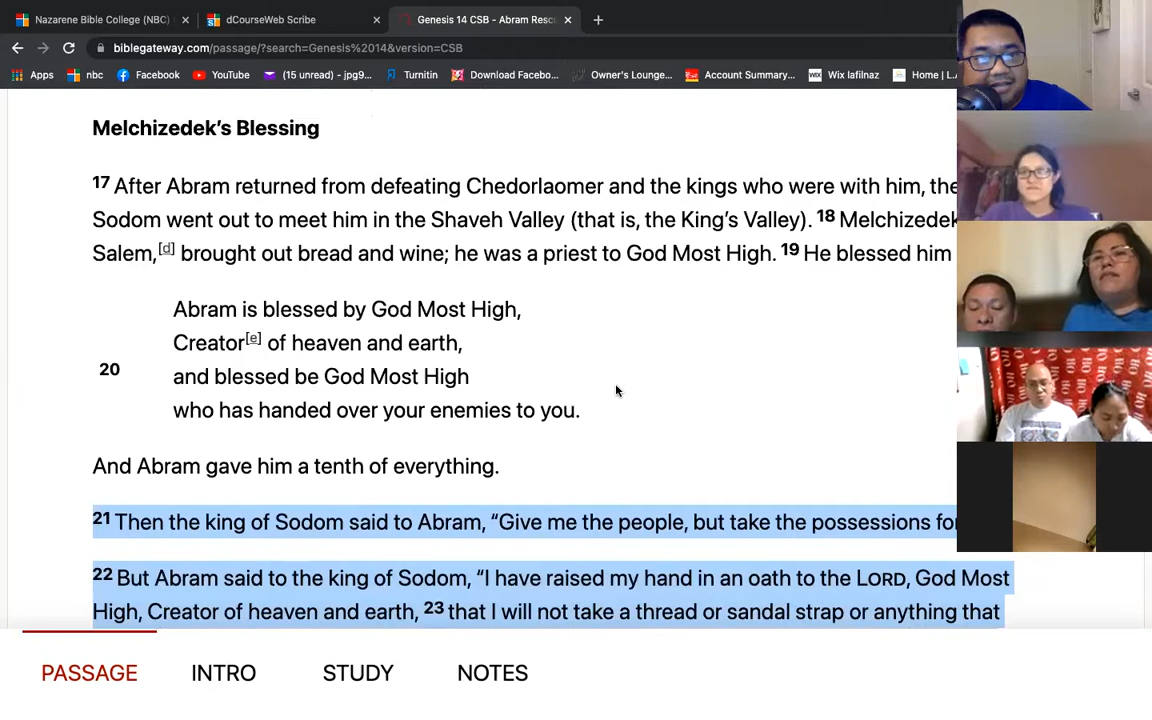 Nazarene Bible College (NBC)
dCourseWeb Scribe
Genesis 14 CSB - Abram Resc
biblegateway.com/passage/?search=Genesis%2014&version=CSB
Apps nbc Facebook YouTube (15 unread) - jpg9... Turnitin Download Facebo... Owner's Lounge... Account Summary... WIX Wix lafilnaz Home | L.
Melchizedek's Blessing
17 After Abram returned from defeating Chedorlaomer and the kings who were with him, the
Sodom went out to meet him in the Shaveh Valley (that is, the King's Valley). 18 Melchizedek
Salem,[d] brought out bread and wine; he was a priest to God Most High. 19 He blessed him
Abram is blessed by God Most High,
Creator[e] of heaven and earth,
20 and blessed be God Most High
who has handed over your enemies to you.
And Abram gave him a tenth of everything.
21 Then the king of Sodom said to Abram, “Give me the people, but take the possessions fo
22 But Abram said to the king of Sodom, “I have raised my hand in an oath to the LORD, God Most
High, Creator of heaven and earth, 23 that I will not take a thread or sandal strap or anything that
PASSAGE INTRO STUDY NOTES
HO HO HO